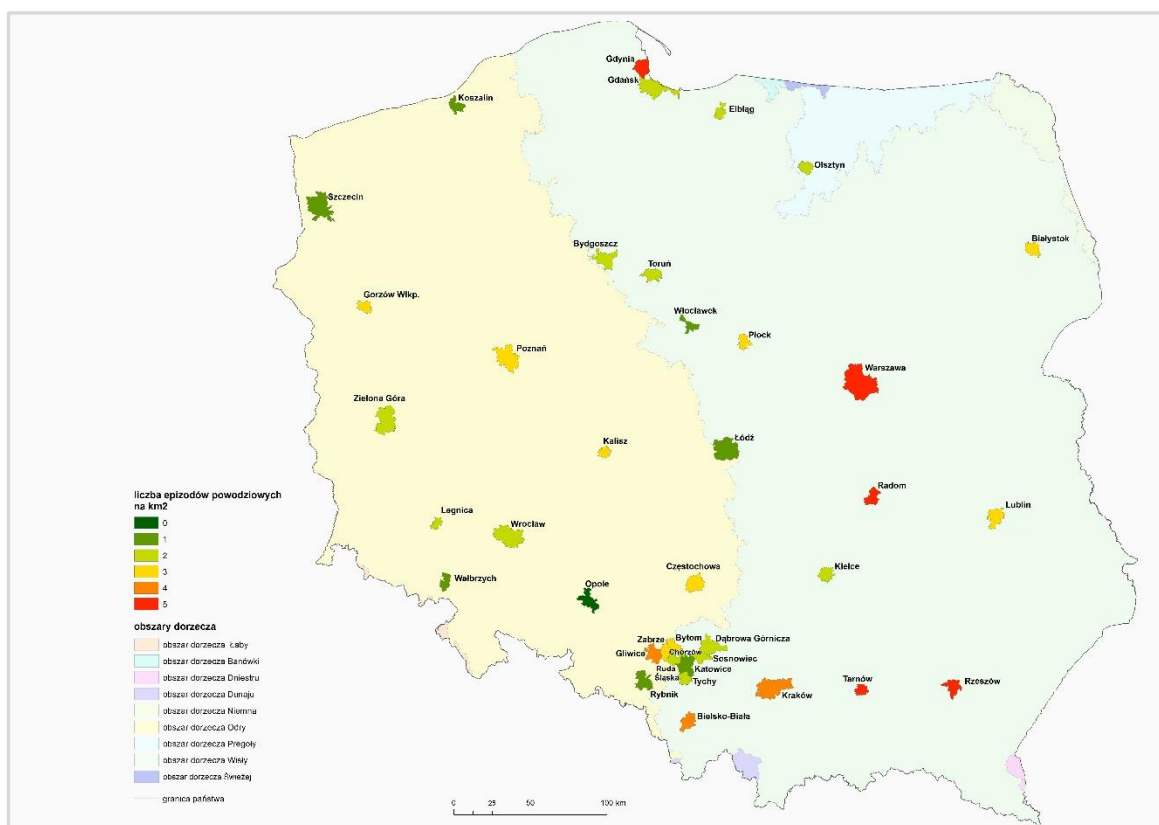 Gdynia
Gdańsk
Koszalin
Elbląg
Olsztyn
Szczecin
Białystok
Bydgoszcz
Toruń
Gorzów Wlkp.
Włocławek
Płock
Poznań
Warszawa
Zielona Góra
Kalisz
Łódź
Radom
Lublin
Legnica
Wrocław
Częstochowa
Kielce
Wałbrzych
Opole
Zabrze
Bytom
Dąbrowa Górnicza
Gliwice
Chorzów
Sosnowiec
Ruda
Śląska
Katowice
Tychy
Rybnik
Kraków
Tarnów
Rzeszów
Bielsko-Biała
liczba epizodów powodziowych
na km2
0
1
2
3
4
5
obszary dorzecza
obszar dorzecza Łaby
obszar dorzecza Banówki
obszar dorzecza Dniestru
obszar dorzecza Dunaju
obszar dorzecza Niemna
obszar dorzecza Odry
obszar dorzecza Pregoły
obszar dorzecza Wisły
obszar dorzecza Świeżej
granica państwa
0 25 50 100 km